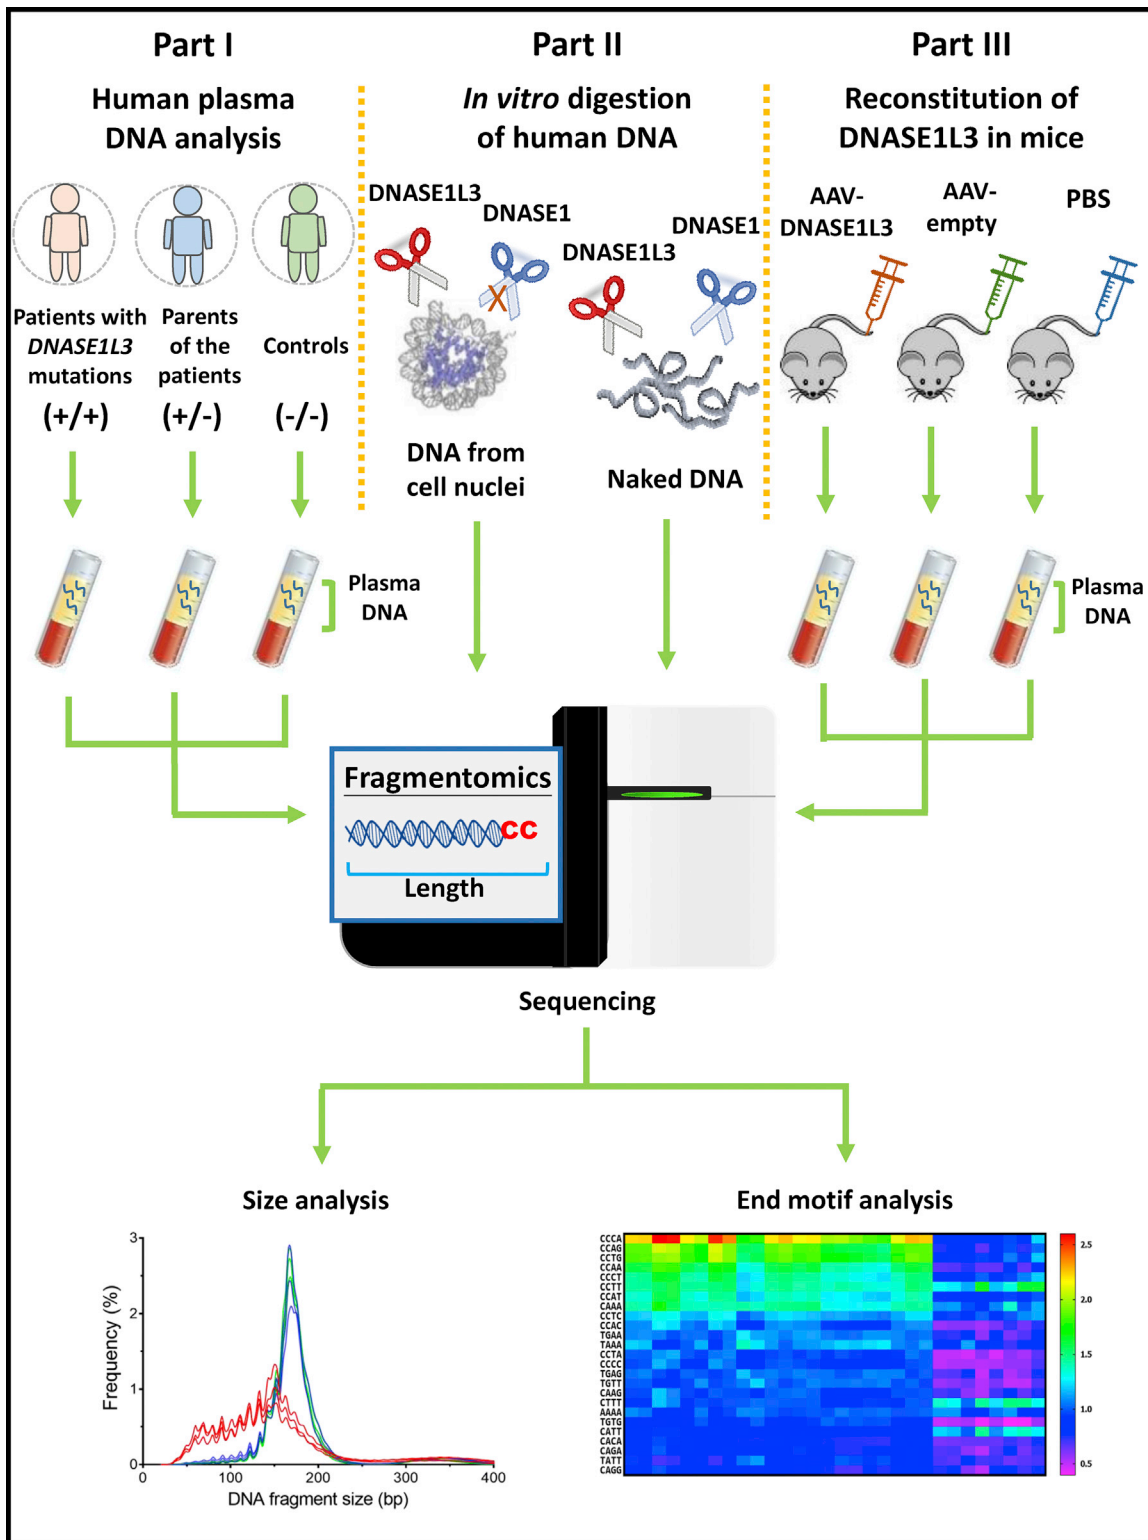 Part I
Human plasma
DNA analysis
Patients with
DNASE1L3
mutations
(+/+)
Parents
of the
patients
(+/-)
Controls
(-/-)
Plasma
DNA
Part II
In vitro digestion
of human DNA
DNASE1L3
DNASE1
X
DNASE1L3
DNASE1
DNA from
cell nuclei
Naked DNA
Part III
Reconstitution of
DNASE1L3 in mice
AAV-
DNASE1L3
AAV-
empty
PBS
Plasma
DNA
Fragmentomics
CC
Length
Sequencing
Size analysis
Frequency (%)
3
2
1
0
0
100
200
300
400
DNA fragment size (bp)
End motif analysis
CCCA
CCAG
CCTG
CCAA
CCCT
CCTT
CCAT
CAAA
CCTC
CCAC
TGAA
TAAA
CCTA
CCCC
TGAG
TGTT
CAAG
CTTT
AAAA
TGTG
CATT
CACA
CAGA
TATT
CAGG
2.5
2.0
1.5
1.0
0.5